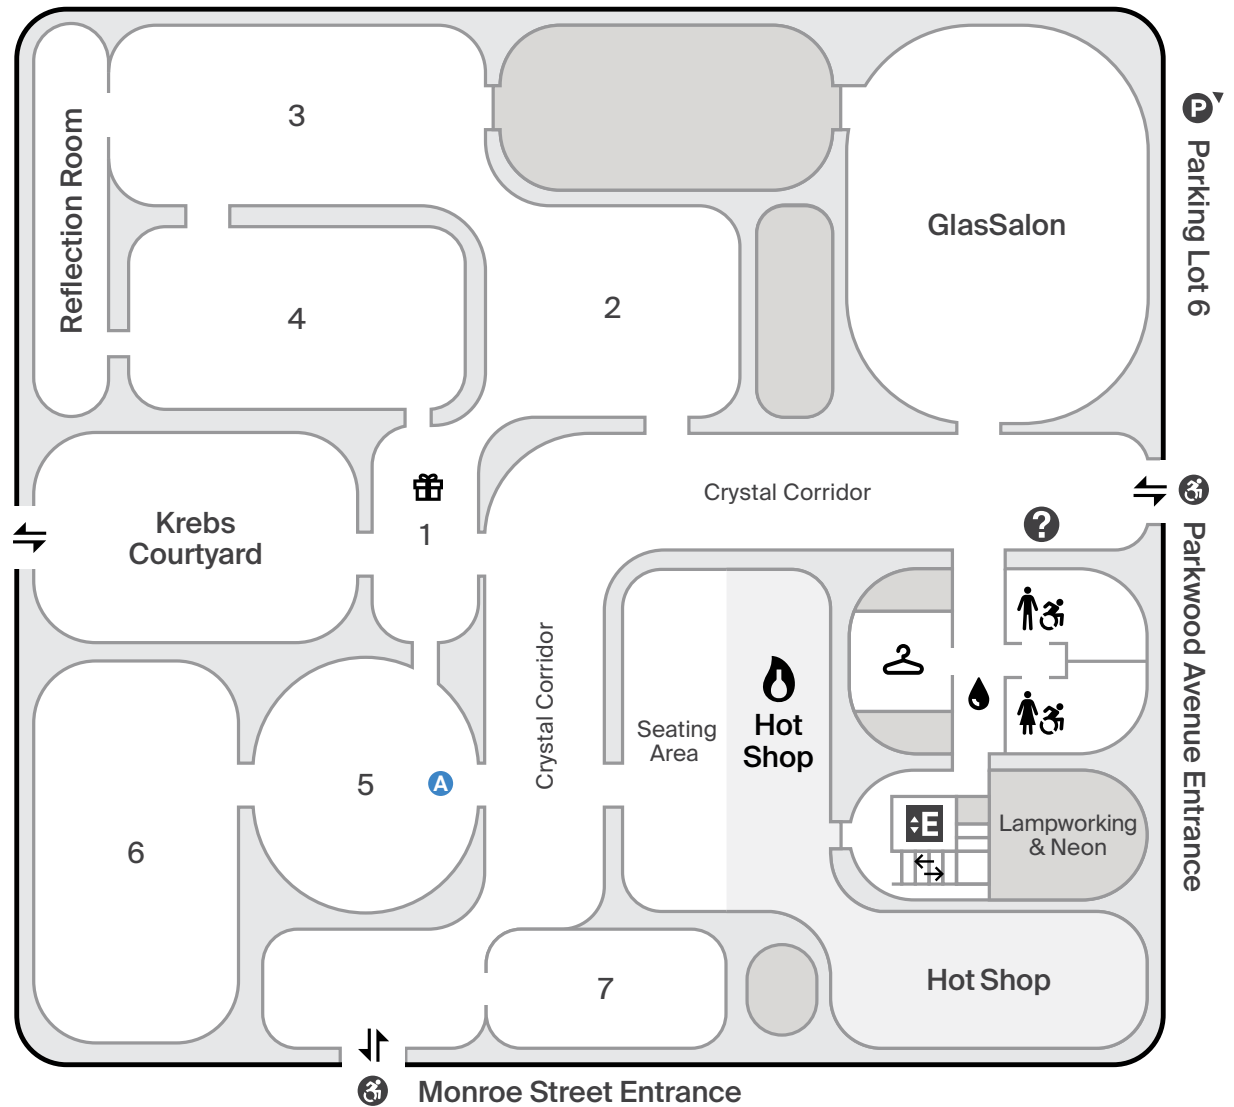 3
Reflection Room
GlasSalon
P
Parking Lot 6
4
2
Crystal Corridor
Krebs
Courtyard
1
?
Parkwood Avenue Entrance
Crystal Corridor
Seating
Area
Hot
Shop
5
A
6
E
Lampworking
& Neon
7
Hot Shop
Monroe Street Entrance